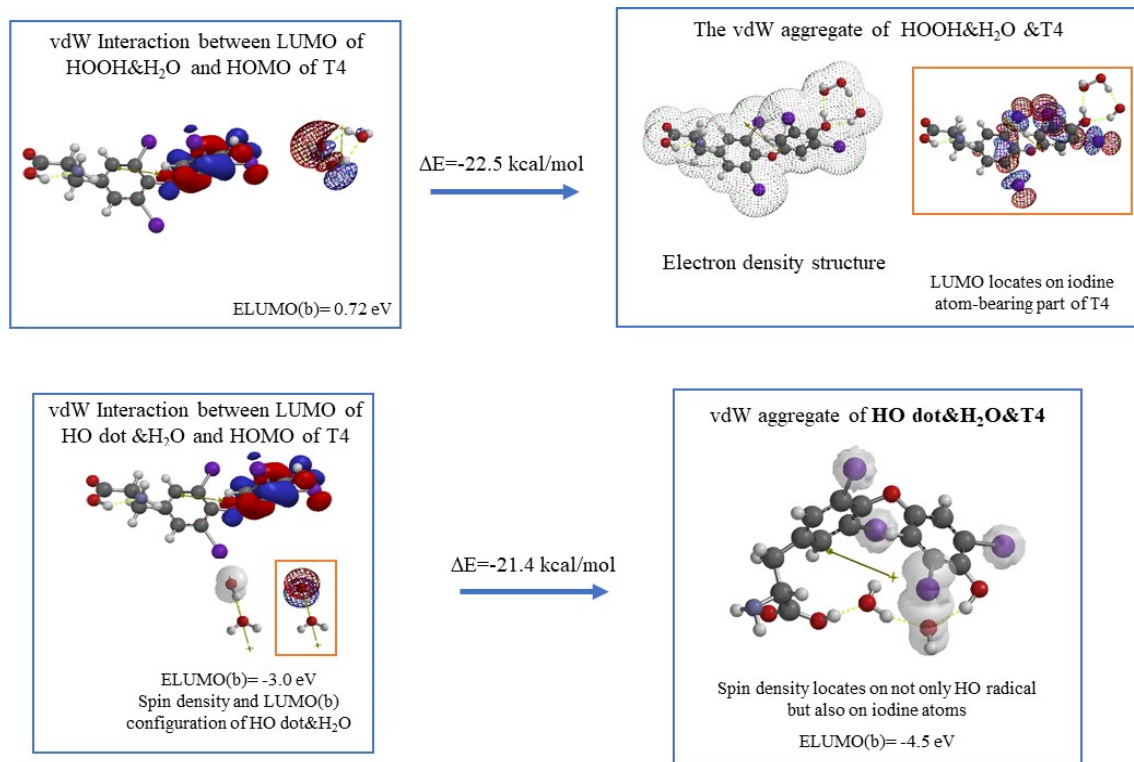 vdW Interaction between LUMO of
HOOH&H₂O and HOMO of T4
ELUMO(b)= 0.72 eV
ΔE=-22.5 kcal/mol
The vdW aggregate of HOOH&H₂O &T4
Electron density structure
LUMO locates on iodine
atom-bearing part of T4
vdW Interaction between LUMO of
HO dot &H₂O and HOMO of T4
ELUMO(b)= -3.0 eV
Spin density and LUMO(b)
configuration of HO dot&H₂O
ΔE=-21.4 kcal/mol
vdW aggregate of HO dot&H₂O&T4
Spin density locates on not only HO radical
but also on iodine atoms
ELUMO(b)= -4.5 eV